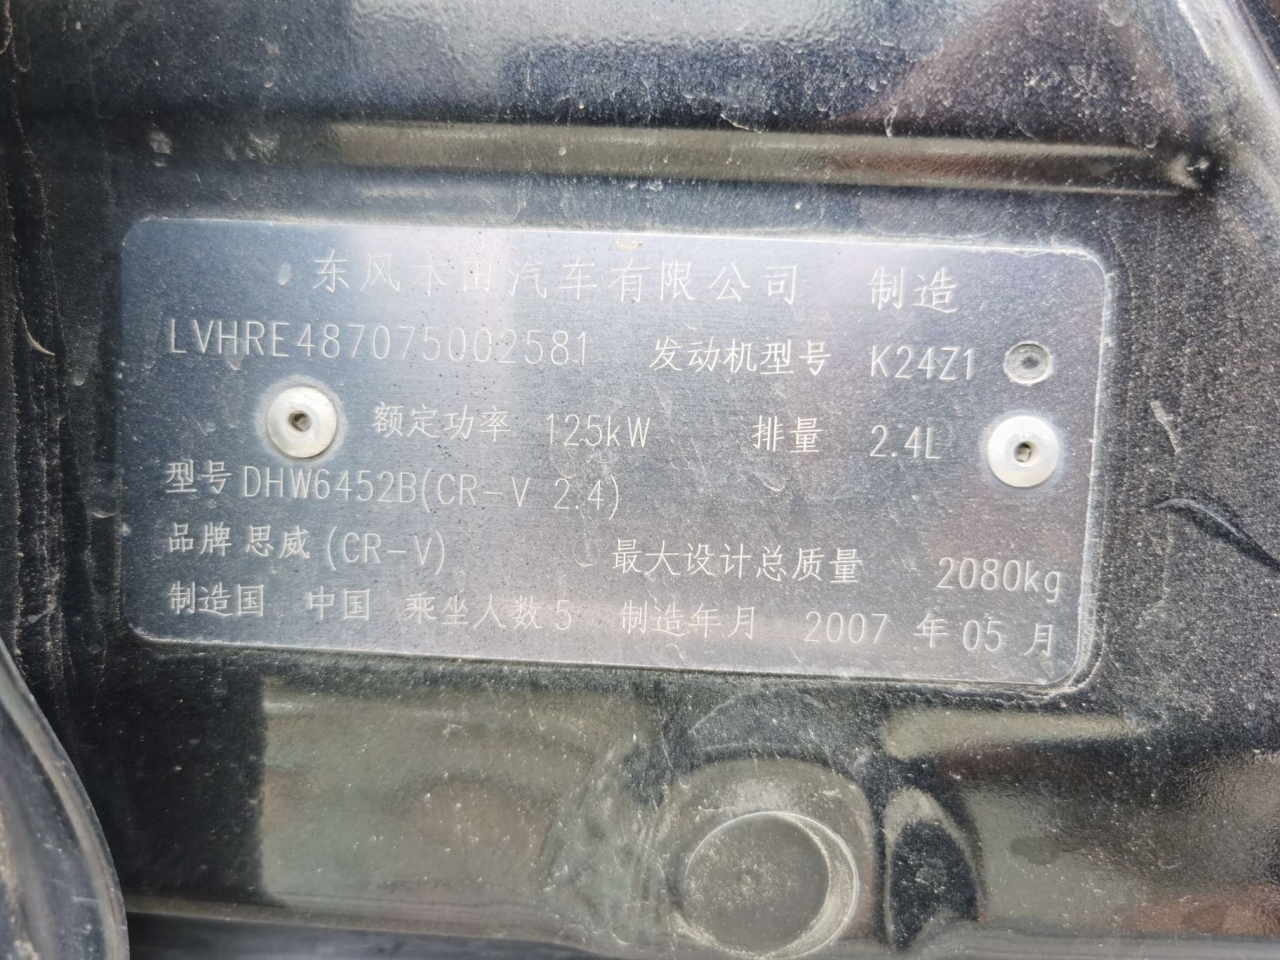 东风本田汽车有限公司 制造
LVHRE487075002581 发动机型号 K24Z1
额定功率 125kW 排量 2.4L
型号 DHW6452B(CR-V 2.4)
品牌 思威 (CR-V) 最大设计总质量 2080kg
制造国 中国 乘坐人数 5 制造年月 2007 年 05 月